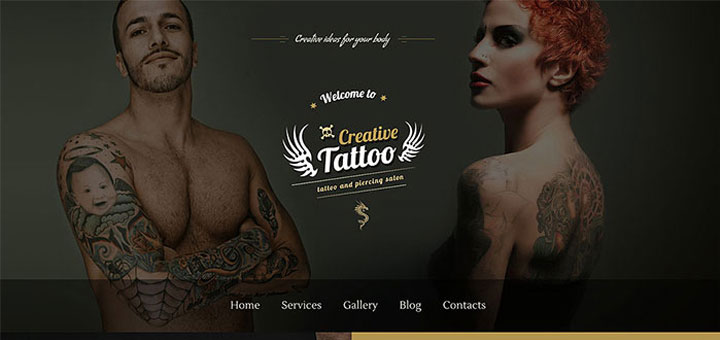 Creative ideas for your body
Welcome to
Creative
Tattoo
tattoo and piercing salon
Home Services Gallery Blog Contacts